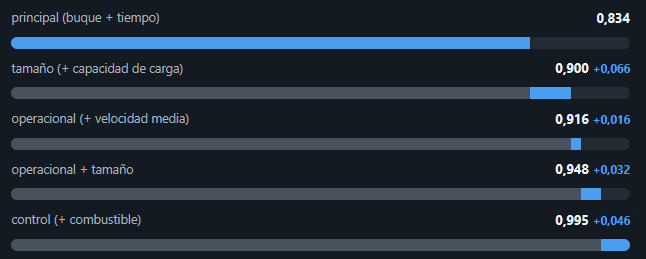 principal (buque + tiempo) 0,834
tamaño (+ capacidad de carga) 0,900 +0,066
operacional (+ velocidad media) 0,916 +0,016
operacional + tamaño 0,948 +0,032
control (+ combustible) 0,995 +0,046